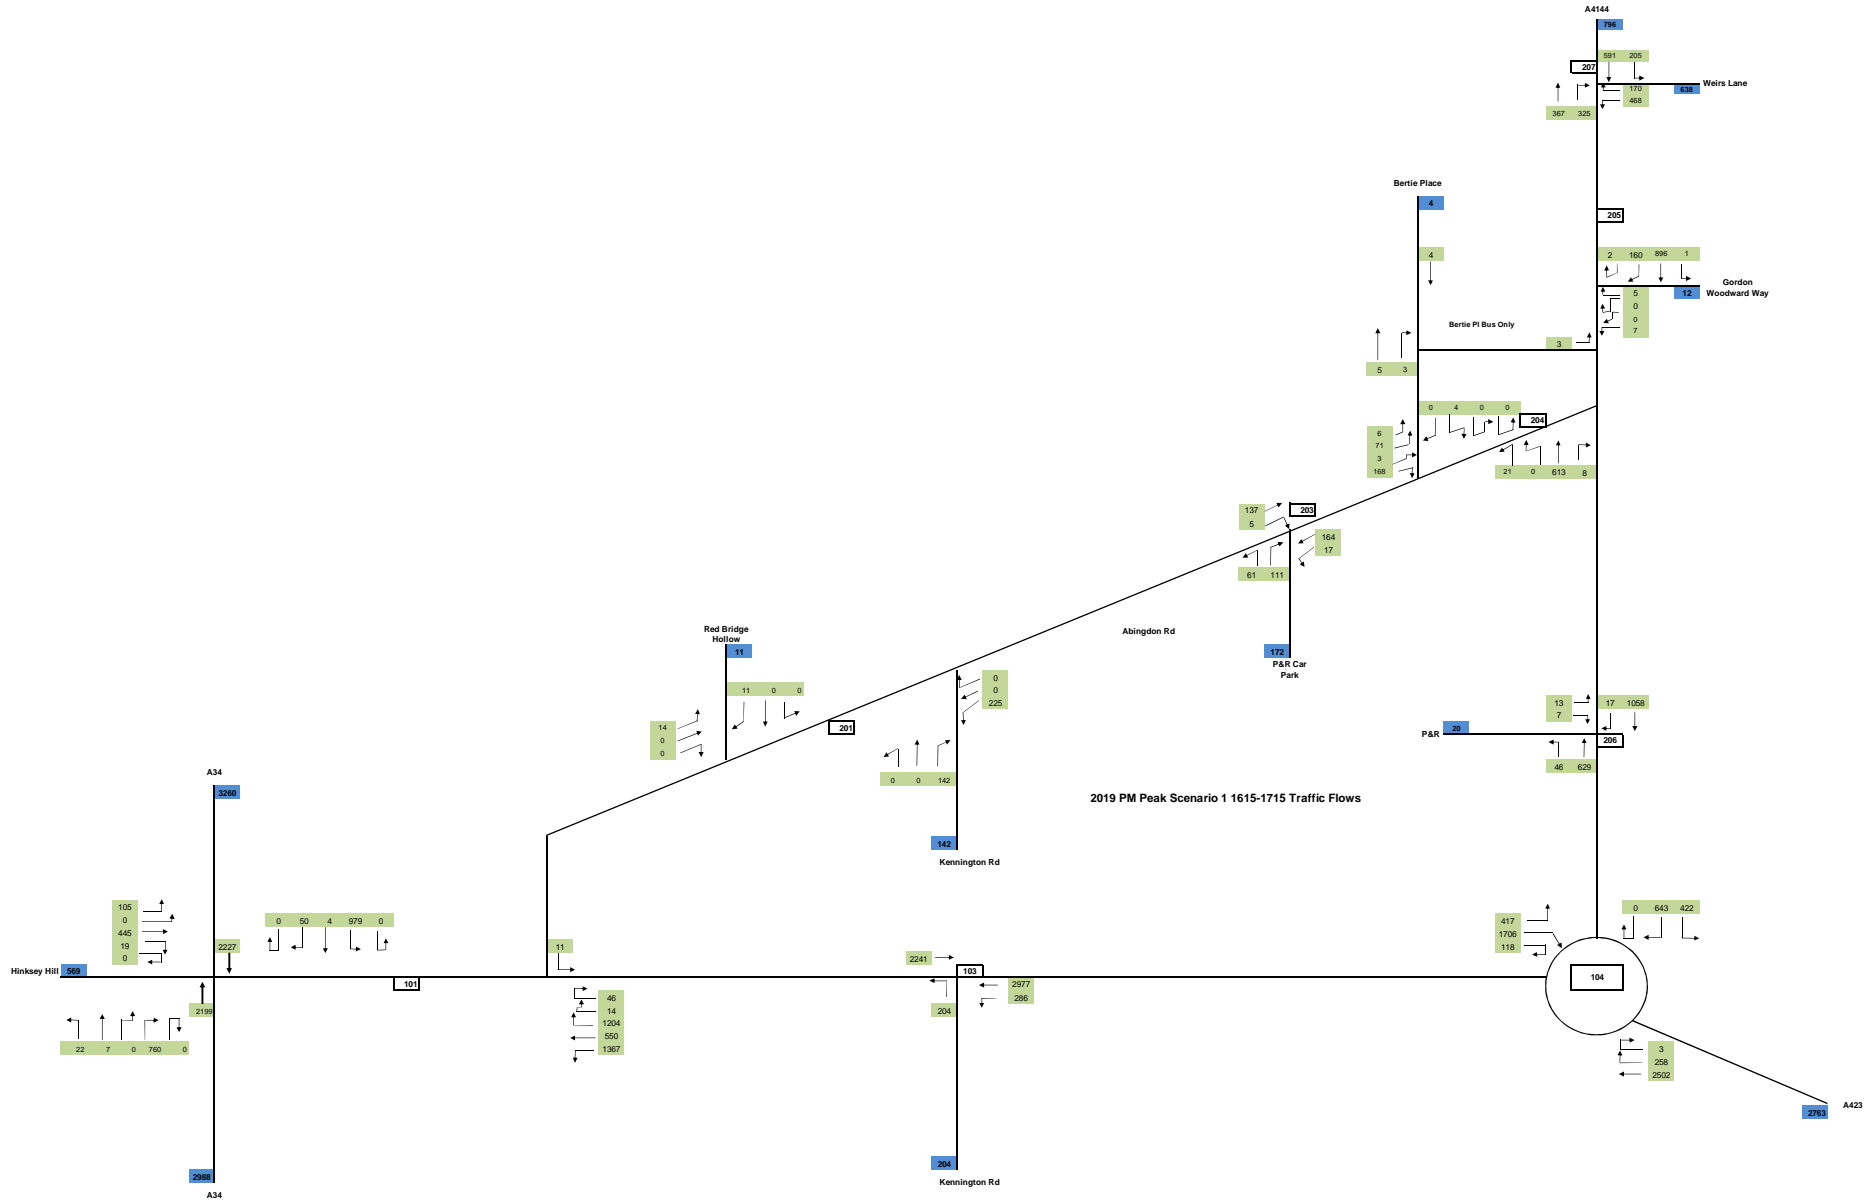 A4144
796
591 205
207
Weirs Lane
170
638
468
367 325
Bertie Place
4
205
4
2 160 896 1
Gordon
Woodward Way
5
12
0
0
7
Bertie Pl Bus Only
3
5 3
0 4 0 0
204
6
71
3
168
21 0 613 8
137
203
5
164
17
61 111
Red Bridge
Hollow
Abingdon Rd
11
172
P&R Car
Park
0
0
225
11 0 0
13
7
17 1058
14
0
0
201
P&R
20
206
46 629
A34
0 0 142
3260
2019 PM Peak Scenario 1 1615-1715 Traffic Flows
142
Kennington Rd
105
0
445
19
0
0 50 4 979 0
2227
11
417
1706
118
0 643 422
2241
Hinksey Hill
569
101
103
104
2977
286
46
14
1204
550
1367
2199
204
22 7 0 760 0
3
258
2502
2763
A423
204
2988
Kennington Rd
A34